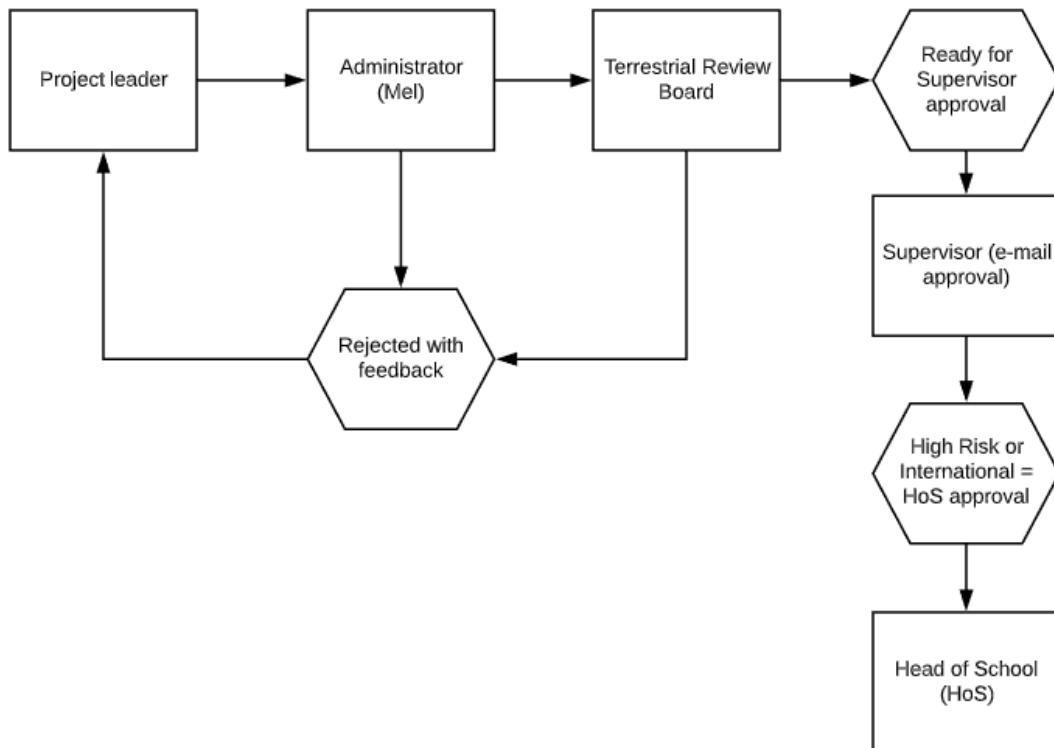 Project leader
Administrator
(Mel)
Terrestrial Review
Board
Ready for
Supervisor
approval
Supervisor (e-mail
approval)
Rejected with
feedback
High Risk or
International =
HoS approval
Head of School
(HoS)